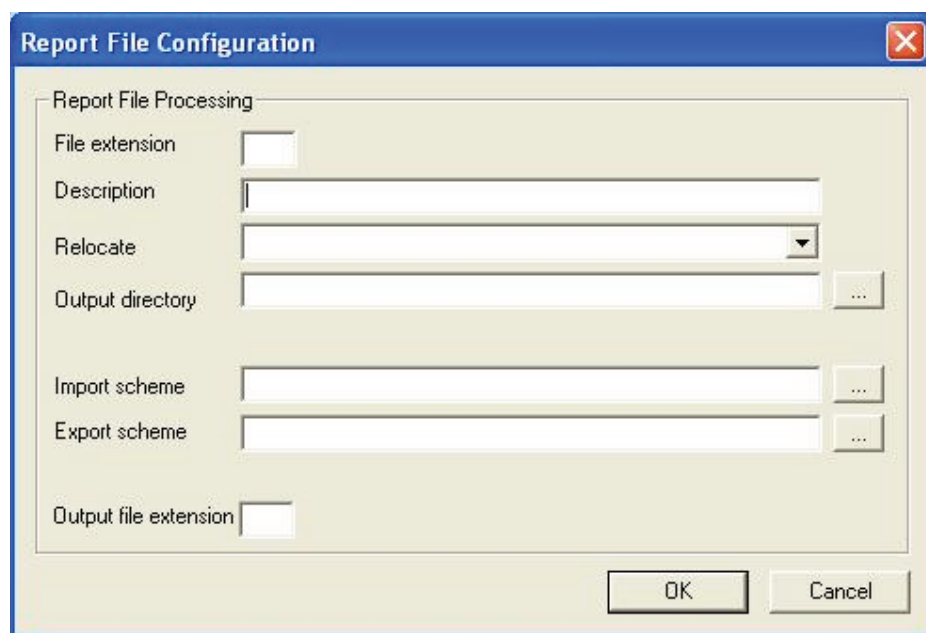 Report File Configuration
Report File Processing
File extension
Description
Relocate
Output directory
...
Import scheme
...
Export scheme
...
Output file extension
OK
Cancel